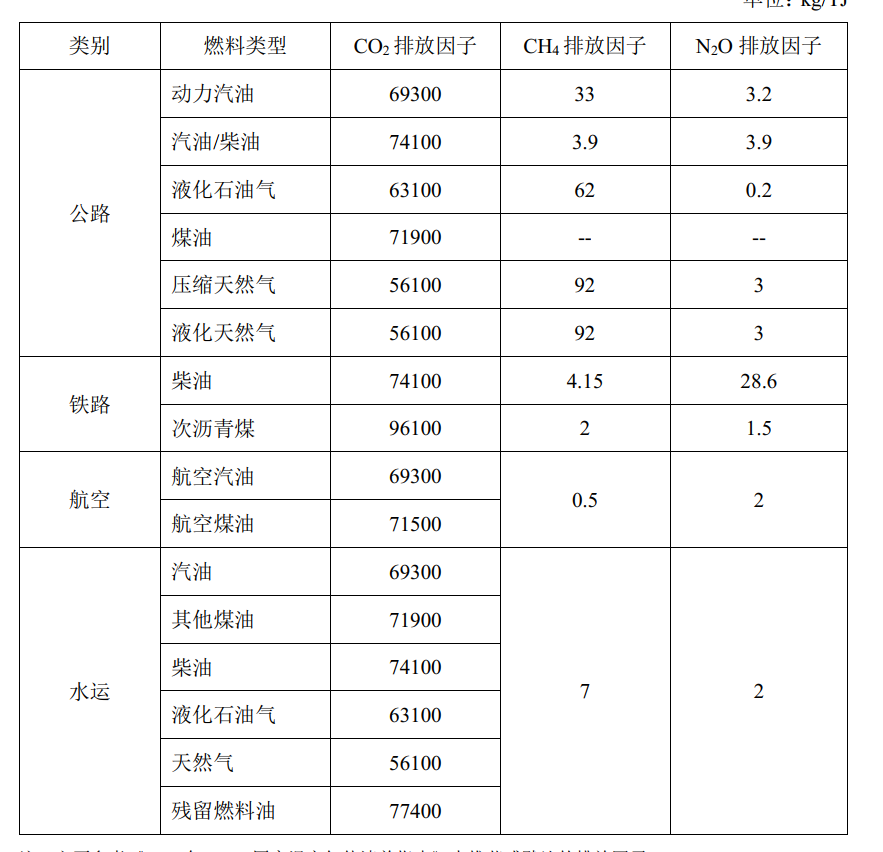 单位：kg/TJ
类别 燃料类型 CO2 排放因子 CH4 排放因子 N2O 排放因子
公路 动力汽油 69300 33 3.2
汽油/柴油 74100 3.9 3.9
液化石油气 63100 62 0.2
煤油 71900 -- --
压缩天然气 56100 92 3
液化天然气 56100 92 3
铁路 柴油 74100 4.15 28.6
次沥青煤 96100 2 1.5
航空 航空汽油 69300 0.5 2
航空煤油 71500
水运 汽油 69300 7 2
其他煤油 71900
柴油 74100
液化石油气 63100
天然气 56100
残留燃料油 77400